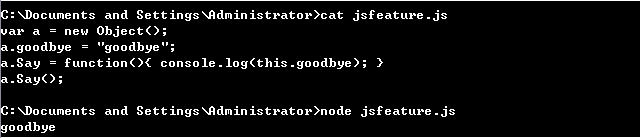 C:\Documents and Settings\Administrator>cat jsfeature.js
var a = new Object();
a.goodbye = "goodbye";
a.Say = function(){ console.log(this.goodbye); }
a.Say();
C:\Documents and Settings\Administrator>node jsfeature.js
goodbye